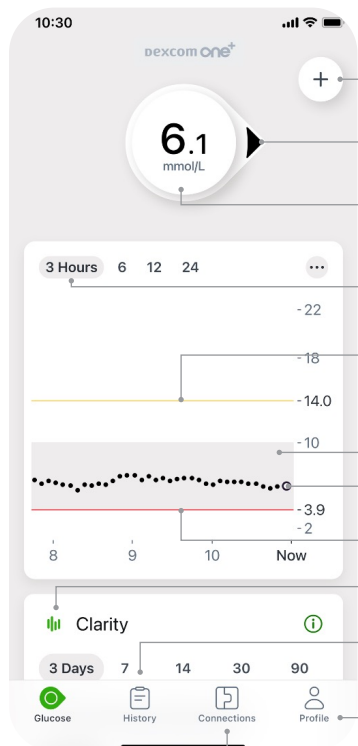 10:30
Dexcom ONE+
+
6.1
mmol/L
3 Hours 6 12 24
22
18
14.0
10
3.9
2
8 9 10 Now
Clarity
3 Days 7 14 30 90
Glucose History Connections Profile